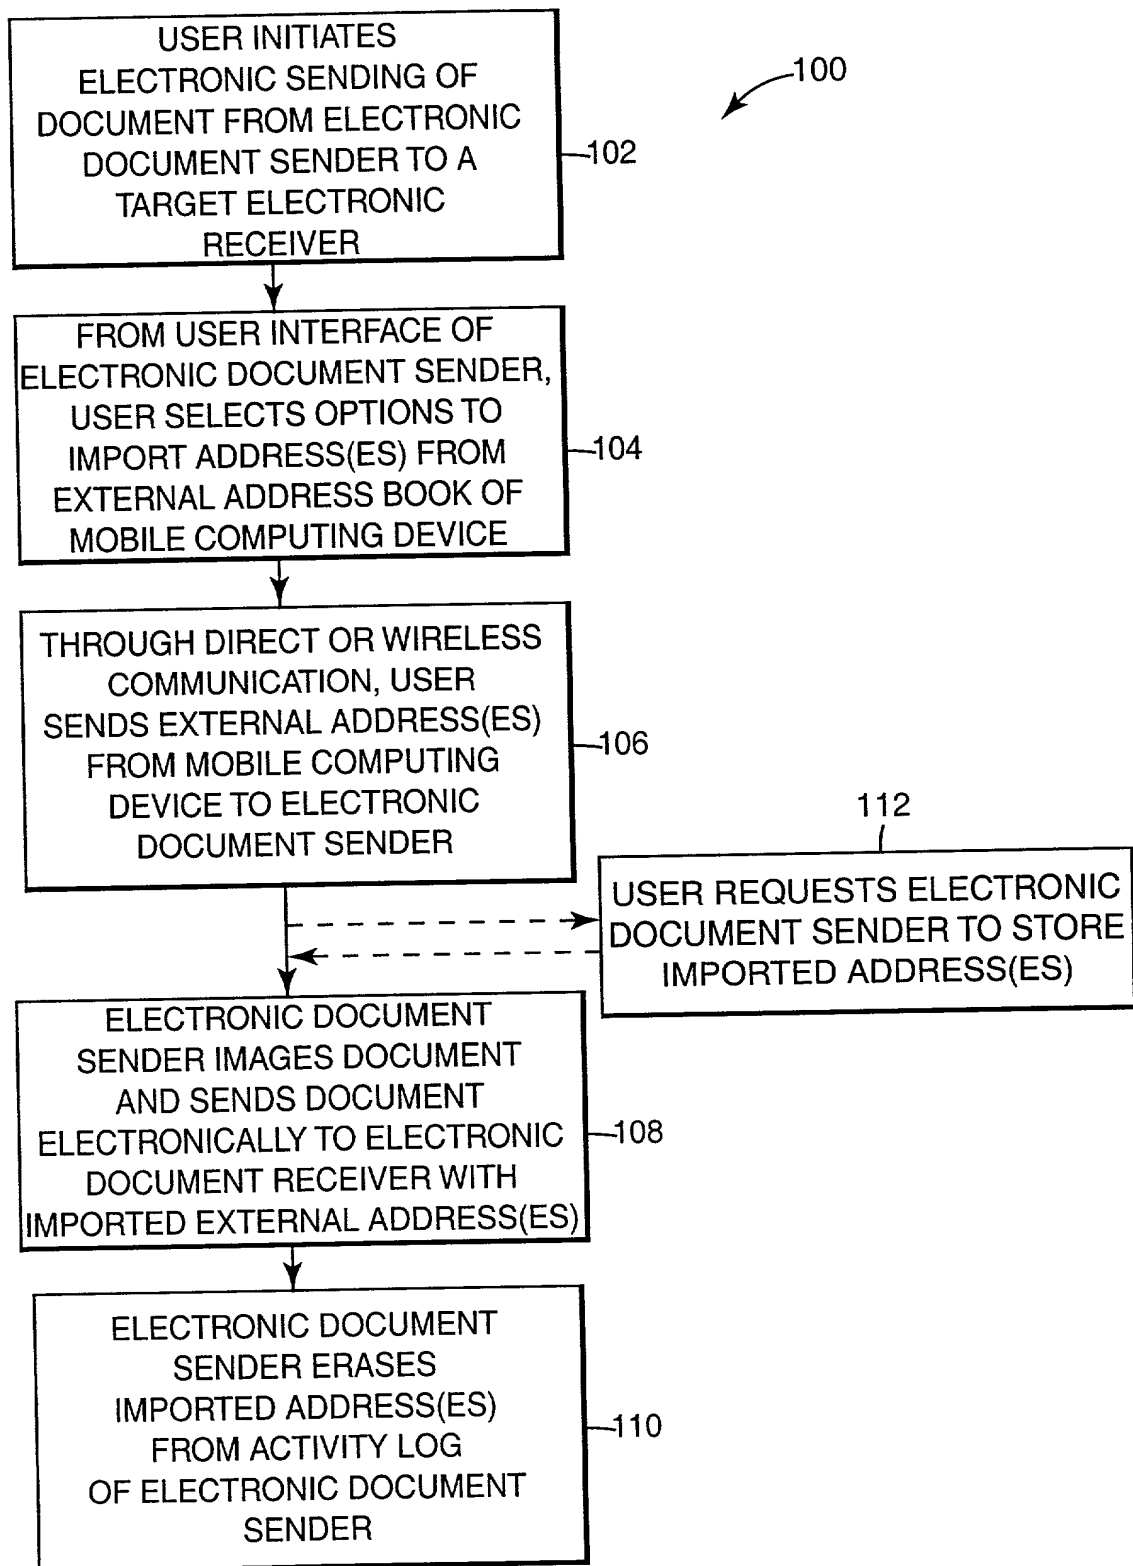 USER INITIATES
ELECTRONIC SENDING OF
DOCUMENT FROM ELECTRONIC
DOCUMENT SENDER TO A
TARGET ELECTRONIC
RECEIVER
100
102
FROM USER INTERFACE OF
ELECTRONIC DOCUMENT SENDER,
USER SELECTS OPTIONS TO
IMPORT ADDRESS(ES) FROM
EXTERNAL ADDRESS BOOK OF
MOBILE COMPUTING DEVICE
104
THROUGH DIRECT OR WIRELESS
COMMUNICATION, USER
SENDS EXTERNAL ADDRESS(ES)
FROM MOBILE COMPUTING
DEVICE TO ELECTRONIC
DOCUMENT SENDER
106
112
USER REQUESTS ELECTRONIC
DOCUMENT SENDER TO STORE
IMPORTED ADDRESS(ES)
ELECTRONIC DOCUMENT
SENDER IMAGES DOCUMENT
AND SENDS DOCUMENT
ELECTRONICALLY TO ELECTRONIC
DOCUMENT RECEIVER WITH
IMPORTED EXTERNAL ADDRESS(ES)
108
ELECTRONIC DOCUMENT
SENDER ERASES
IMPORTED ADDRESS(ES)
FROM ACTIVITY LOG
OF ELECTRONIC DOCUMENT
SENDER
110